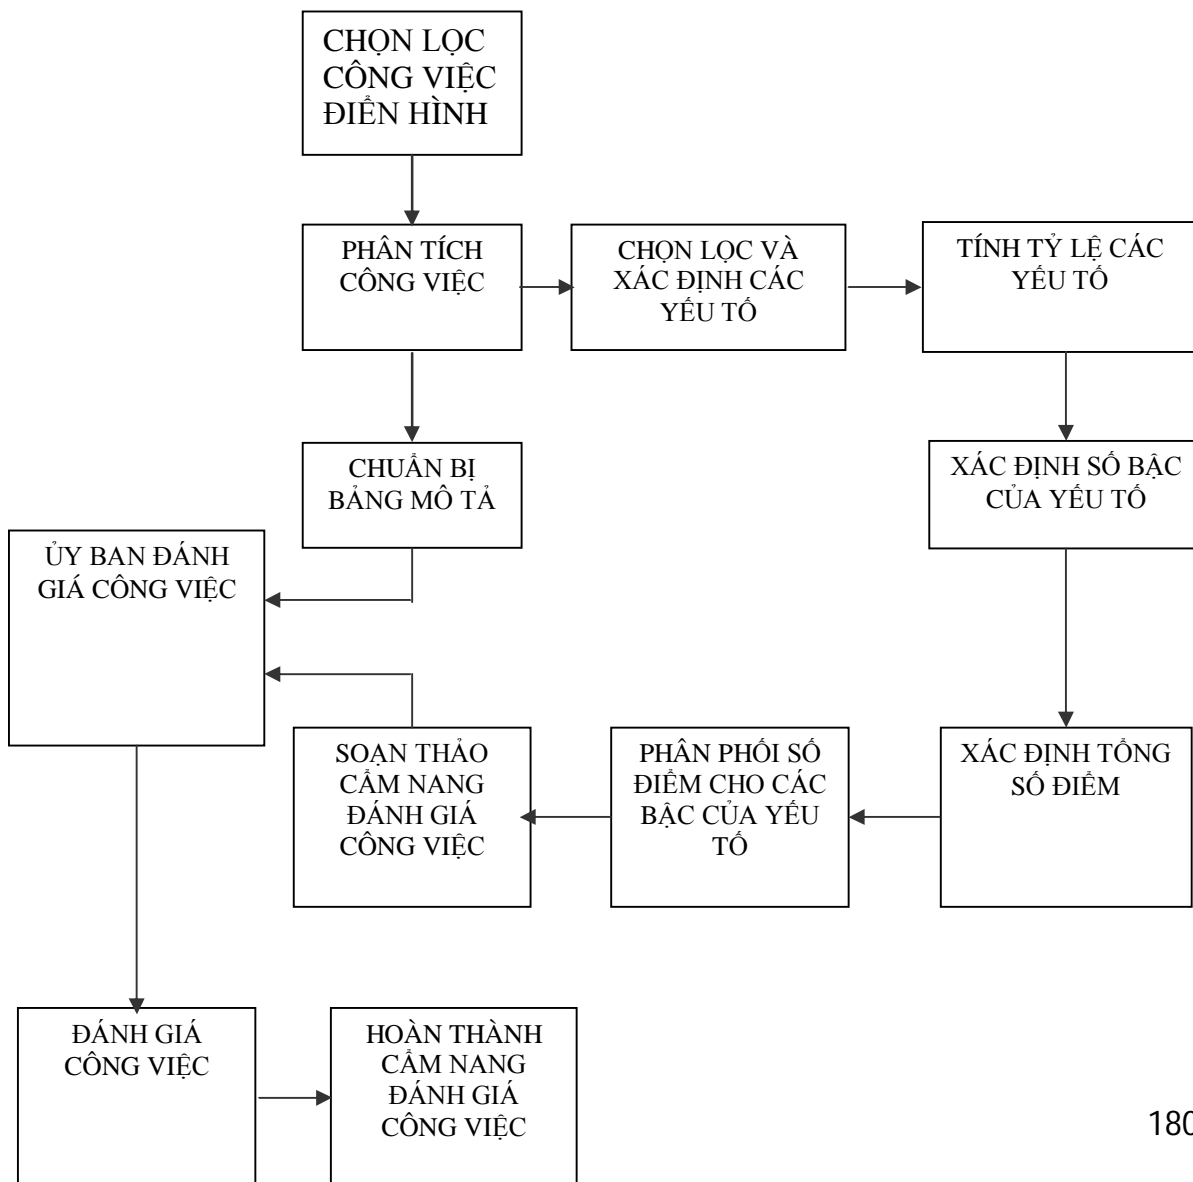 CHỌN LỌC
CÔNG VIỆC
ĐIỂN HÌNH
PHÂN TÍCH
CÔNG VIỆC
CHỌN LỌC VÀ
XÁC ĐỊNH CÁC
YẾU TỐ
TÍNH TỶ LỆ CÁC
YẾU TỐ
CHUẨN BỊ
BẢNG MÔ TẢ
XÁC ĐỊNH SỐ BẬC
CỦA YẾU TỐ
ỦY BAN ĐÁNH
GIÁ CÔNG VIỆC
SOẠN THẢO
CẨM NANG
ĐÁNH GIÁ
CÔNG VIỆC
PHÂN PHỐI SỐ
ĐIỂM CHO CÁC
BẬC CỦA YẾU
TỐ
XÁC ĐỊNH TỔNG
SỐ ĐIỂM
ĐÁNH GIÁ
CÔNG VIỆC
HOÀN THÀNH
CẨM NANG
ĐÁNH GIÁ
CÔNG VIỆC
180